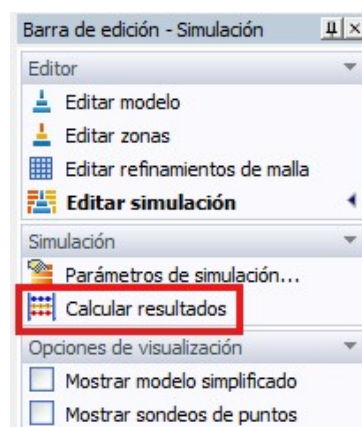 Barra de edición - Simulación
Editor
Editar modelo
Editar zonas
Editar refinamientos de malla
Editar simulación
Simulación
Parámetros de simulación...
Calcular resultados
Opciones de visualización
Mostrar modelo simplificado
Mostrar sondeos de puntos